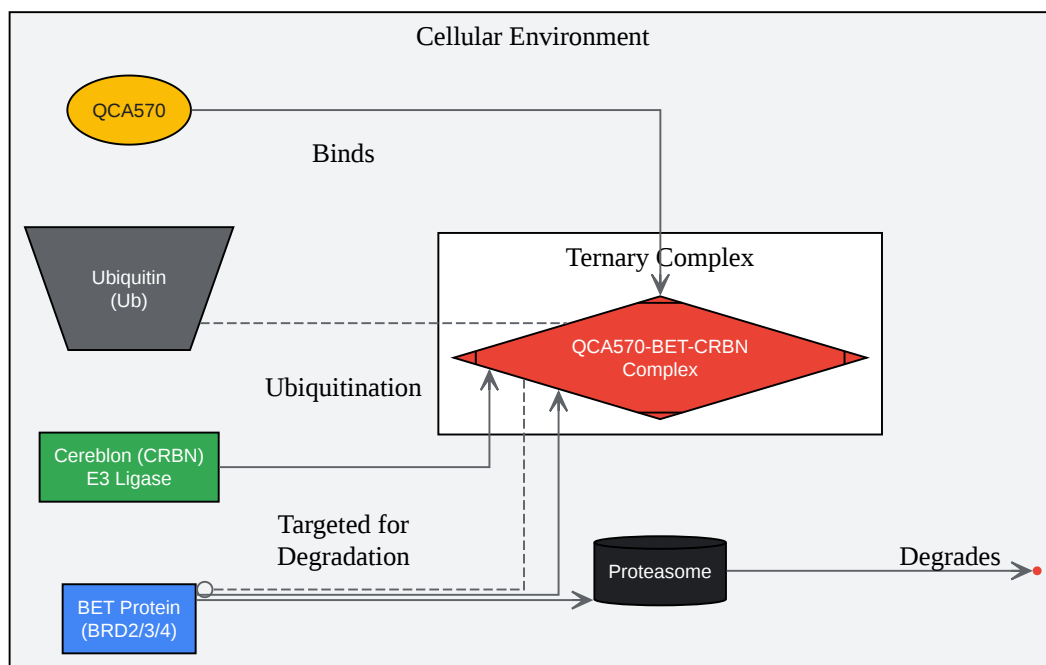 Cellular Environment
QCA570
Binds
Ubiquitin
(Ub)
Ternary Complex
QCA570-BET-CRBN
Complex
Ubiquitination
Cereblon (CRBN)
E3 Ligase
Targeted for
Degradation
Proteasome
Degrades
BET Protein
(BRD2/3/4)